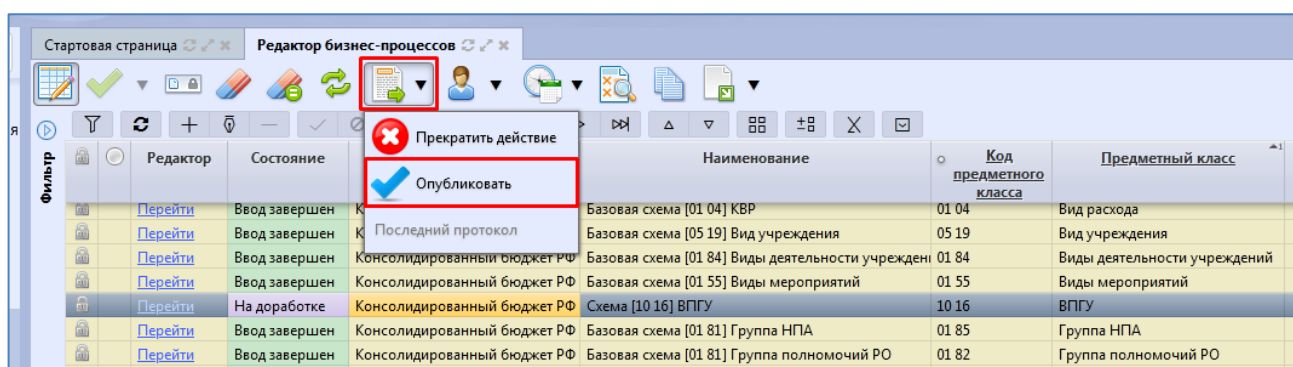 Стартовая страница
Редактор бизнес-процессов
я
Прекратить действие
Опубликовать
Последний протокол
Фильтр
Редактор Состояние Наименование Код предметного класса Предметный класс 1
Перейти Ввод завершен К Базовая схема [01 04] КВР 01 04 Вид расхода
Перейти Ввод завершен К Базовая схема [05 19] Вид учреждения 05 19 Вид учреждения
Перейти Ввод завершен Консолидированный бюджет РФ Базовая схема [01 84] Виды деятельности учрежден 01 84 Виды деятельности учреждений
Перейти Ввод завершен Консолидированный бюджет РФ Базовая схема [01 55] Виды мероприятий 01 55 Виды мероприятий
Перейти На доработке Консолидированный бюджет РФ Схема [10 16] ВПГУ 10 16 ВПГУ
Перейти Ввод завершен Консолидированный бюджет РФ Базовая схема [01 81] Группа НПА 01 85 Группа НПА
Перейти Ввод завершен Консолидированный бюджет РФ Базовая схема [01 81] Группа полномочий РО 01 82 Группа полномочий РО